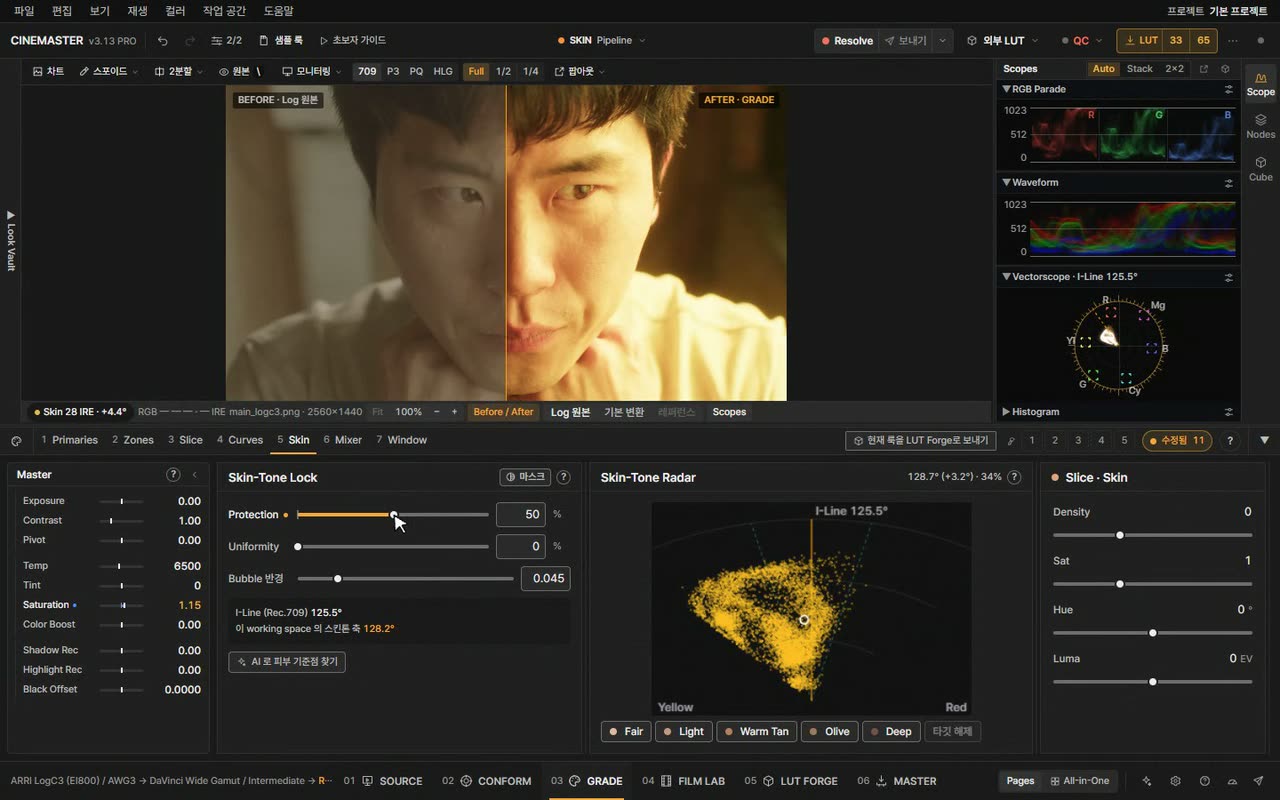 파일 편집 보기 재생 컬러 작업 공간 도움말 프로젝트 기본 프로젝트
CINEMASTER v3.13 PRO 2/2 샘플 룩 초보자 가이드 SKIN Pipeline Resolve 보내기 외부 LUT QC LUT 33 65
차트 스포이드 2분할 원본 \ 모니터링 709 P3 PQ HLG Full 1/2 1/4 팝아웃
Scopes Auto Stack 2×2
Scope
Nodes
Cube
Look Vault
BEFORE · Log 원본
AFTER · GRADE
RGB Parade
1023
512
0
R G B
Waveform
1023
512
0
Vectorscope · I-Line 125.5°
R Mg
Yl B
G Cy
Histogram
Skin 28 IRE · +4.4° RGB — — — · — IRE main_logc3.png · 2560×1440 Fit 100% − + Before / After Log 원본 기본 변환 레퍼런스 Scopes
1 Primaries 2 Zones 3 Slice 4 Curves 5 Skin 6 Mixer 7 Window 현재 룩을 LUT Forge로 보내기 1 2 3 4 5 수정됨 11 ?
Master ?
Exposure 0.00
Contrast 1.00
Pivot 0.00
Temp 6500
Tint 0
Saturation 1.15
Color Boost 0.00
Shadow Rec 0.00
Highlight Rec 0.00
Black Offset 0.0000
Skin-Tone Lock 마스크 ?
Protection 50 %
Uniformity 0 %
Bubble 반경 0.045
I-Line (Rec.709) 125.5°
이 working space 의 스킨톤 축 128.2°
AI 로 피부 기준점 찾기
Skin-Tone Radar 128.7° (+3.2°) · 34% ?
I-Line 125.5°
Yellow Red
Fair Light Warm Tan Olive Deep 타깃 해제
Slice · Skin
Density 0
Sat 1
Hue 0 °
Luma 0 EV
ARRI LogC3 (EI800) / AWG3 → DaVinci Wide Gamut / Intermediate → R··· 01 SOURCE 02 CONFORM 03 GRADE 04 FILM LAB 05 LUT FORGE 06 MASTER Pages All-in-One